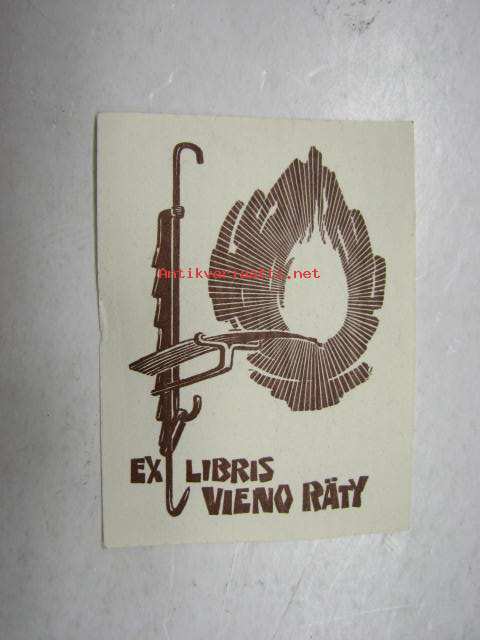 Antikvariaatti.net
EX LIBRIS
VIENO RÄTY